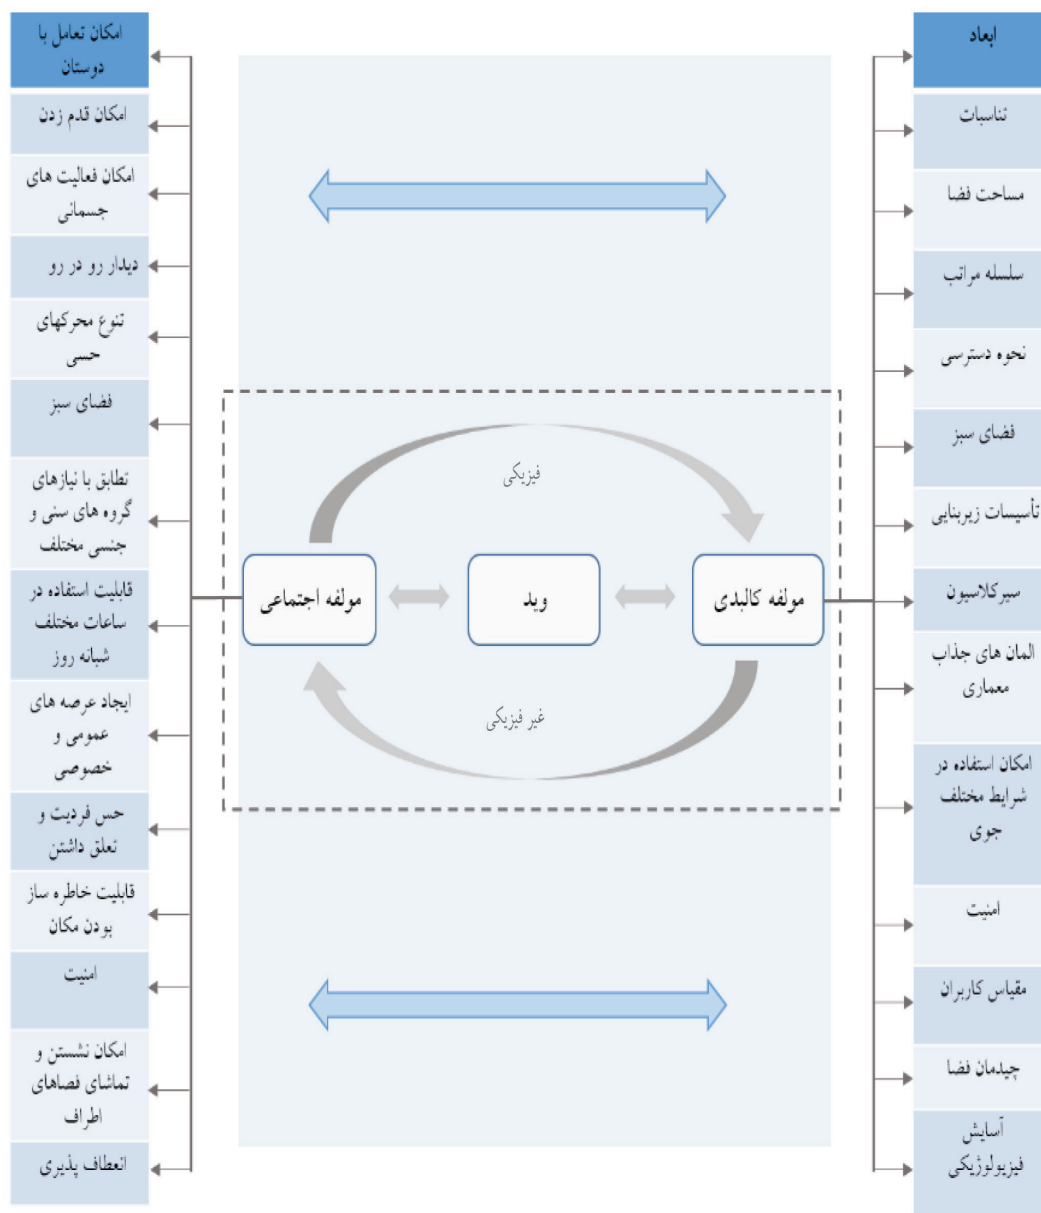 ابعاد
تناسبات
مساحت فضا
سلسله مراتب
نحوه دسترسی
فضای سبز
تأسیسات زیربنایی
سیرکلاسیون
المان های جذاب
معماری
امکان استفاده در
شرایط مختلف
جوی
امنیت
مقیاس کاربران
چیدمان فضا
آسایش
فیزیولوژیکی
فیزیکی
مولفه کالبدی
وید
مولفه اجتماعی
غیر فیزیکی
امکان تعامل با
دوستان
امکان قدم زدن
امکان فعالیت های
جسمانی
دیدار رو در رو
تنوع محرکهای
حسی
فضای سبز
تطابق با نیازهای
گروه های سنی و
جنسی مختلف
قابلیت استفاده در
ساعات مختلف
شبانه روز
ایجاد عرصه های
عمومی و
خصوصی
حس فردیت و
تعلق داشتن
قابلیت خاطره ساز
بودن مکان
امنیت
امکان نشستن و
تماشای فصاهای
اطراف
انعطاف پذیری